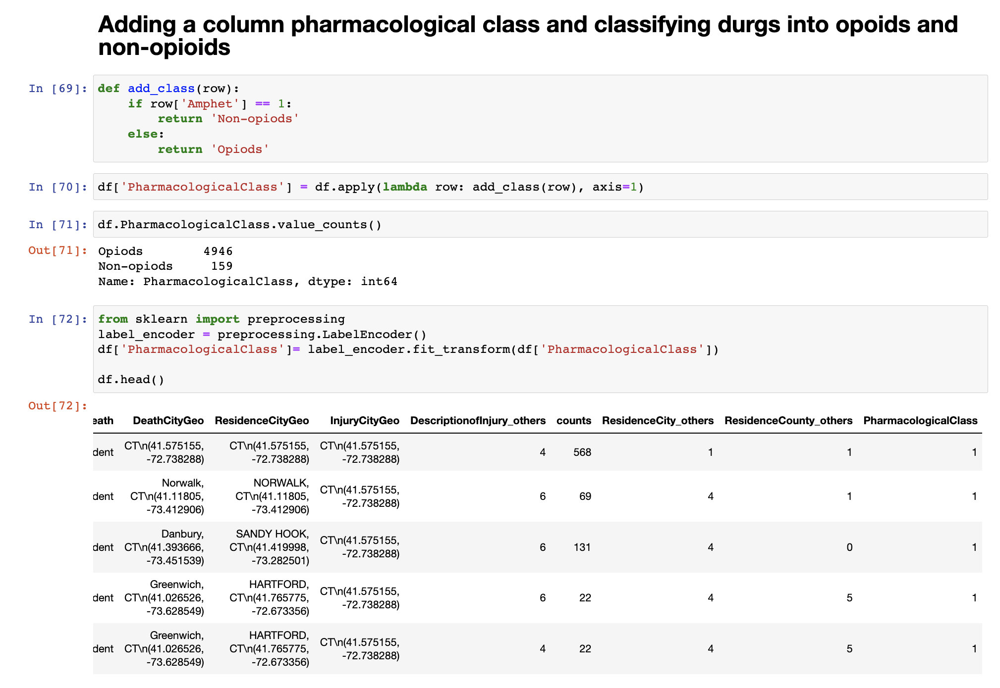 Adding a column pharmacological class and classifying durgs into opoids and
non-opioids
In [69]: def add_class(row):
    if row['Amphet'] == 1:
        return 'Non-opiods'
    else:
        return 'Opiods'
In [70]: df['PharmacologicalClass'] = df.apply(lambda row: add_class(row), axis=1)
In [71]: df.PharmacologicalClass.value_counts()
Out[71]: Opiods        4946
Non-opiods     159
Name: PharmacologicalClass, dtype: int64
In [72]: from sklearn import preprocessing
label_encoder = preprocessing.LabelEncoder()
df['PharmacologicalClass']= label_encoder.fit_transform(df['PharmacologicalClass'])
df.head()
Out[72]:
eath DeathCityGeo ResidenceCityGeo InjuryCityGeo DescriptionofInjury_others counts ResidenceCity_others ResidenceCounty_others PharmacologicalClass
CT\n(41.575155, CT\n(41.575155, CT\n(41.575155,
dent 4 568 1 1 1
-72.738288) -72.738288) -72.738288)
Norwalk, NORWALK,
CT\n(41.575155,
dent CT\n(41.11805, CT\n(41.11805, 6 69 4 1 1
-72.738288)
-73.412906) -73.412906)
Danbury, SANDY HOOK,
CT\n(41.575155,
dent CT\n(41.393666, CT\n(41.419998, 6 131 4 0 1
-72.738288)
-73.451539) -73.282501)
Greenwich, HARTFORD,
CT\n(41.575155,
dent CT\n(41.026526, CT\n(41.765775, 6 22 4 5 1
-72.738288)
-73.628549) -72.673356)
Greenwich, HARTFORD,
CT\n(41.575155,
dent CT\n(41.026526, CT\n(41.765775, 4 22 4 5 1
-72.738288)
-73.628549) -72.673356)